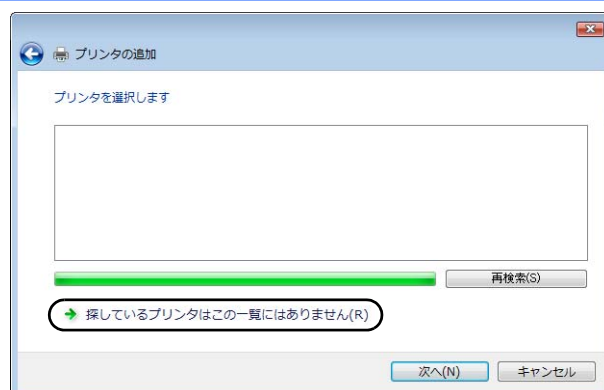 プリンタの追加
プリンタを選択します
再検索(S)
探しているプリンタはこの一覧にはありません(R)
次へ(N)
キャンセル